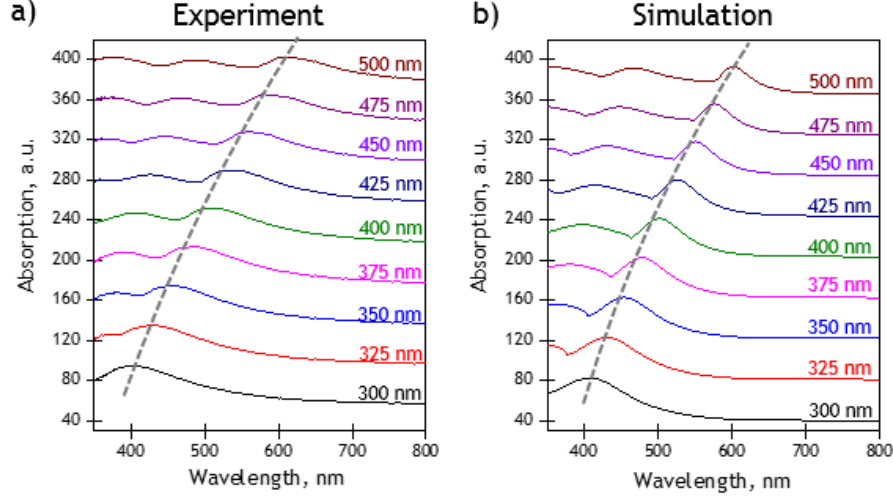 a)
Experiment
Absorption, a.u.
400
360
320
280
240
200
160
120
80
40
500 nm
475 nm
450 nm
425 nm
400 nm
375 nm
350 nm
325 nm
300 nm
400 500 600 700 800
Wavelength, nm
b)
Simulation
Absorption, a.u.
400
360
320
280
240
200
160
120
80
40
500 nm
475 nm
450 nm
425 nm
400 nm
375 nm
350 nm
325 nm
300 nm
400 500 600 700 800
Wavelength, nm